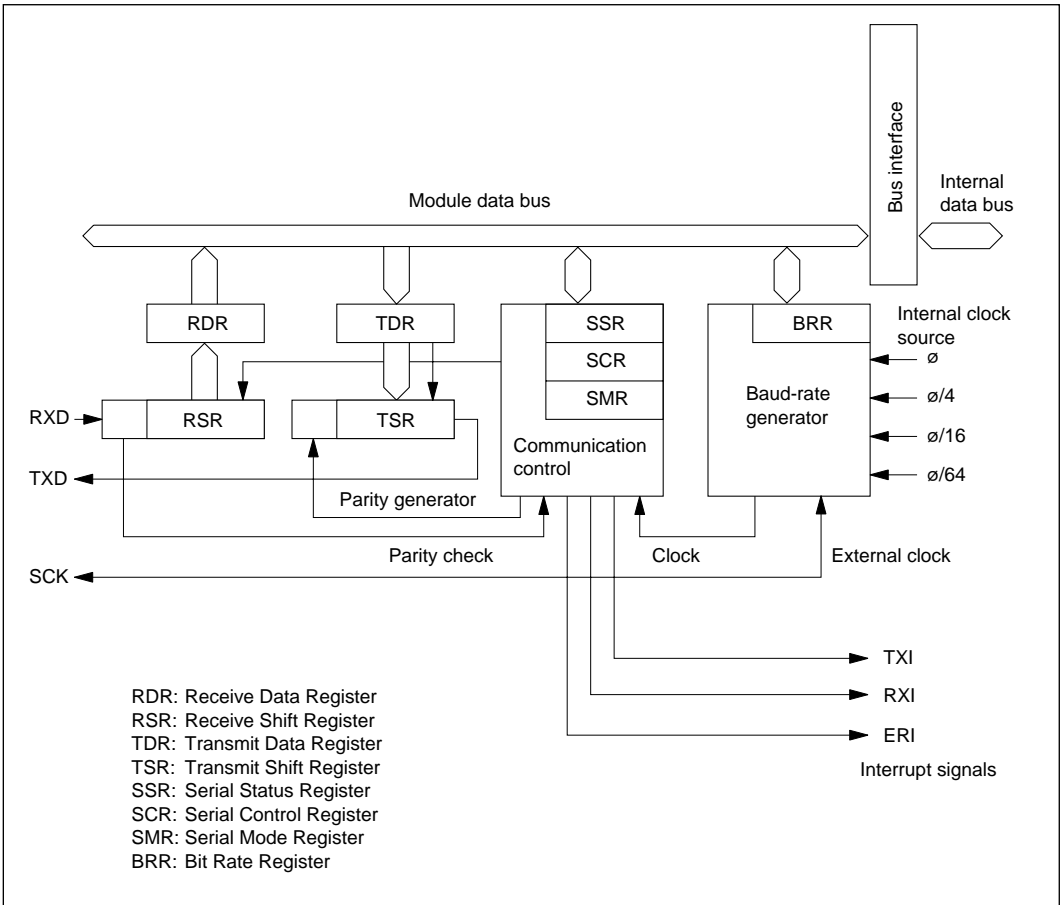 Bus interface
Internal
data bus
Module data bus
RDR
TDR
SSR
BRR
Internal clock
source
SCR
ø
SMR
Baud-rate
generator
ø/4
RXD
RSR
TSR
ø/16
Communication
control
TXD
ø/64
Parity generator
Parity check
Clock
External clock
SCK
TXI
RXI
ERI
Interrupt signals
RDR: Receive Data Register
RSR: Receive Shift Register
TDR: Transmit Data Register
TSR: Transmit Shift Register
SSR: Serial Status Register
SCR: Serial Control Register
SMR: Serial Mode Register
BRR: Bit Rate Register